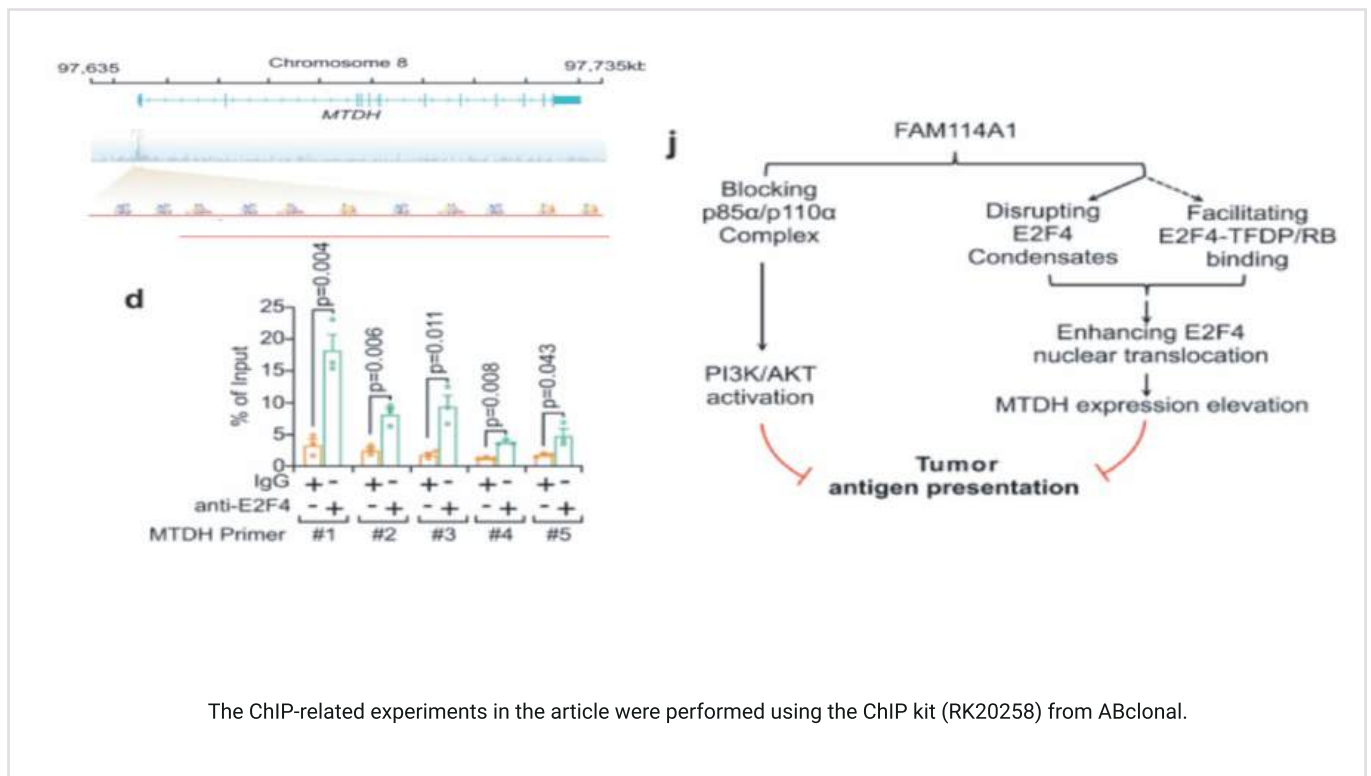 Chromosome 8
97,635
97,735kb
MTDH
d
% of Input
25
20
15
10
5
0
p=0.004
p=0.006
p=0.011
p=0.008
p=0.043
IgG + - + - + - + - + -
anti-E2F4 - + - + - + - + - +
MTDH Primer #1 #2 #3 #4 #5
j
FAM114A1
Blocking
p85α/p110α
Complex
Disrupting
E2F4
Condensates
Facilitating
E2F4-TFDP/RB
binding
Enhancing E2F4
nuclear translocation
PI3K/AKT
activation
MTDH expression elevation
Tumor
antigen presentation
The ChIP-related experiments in the article were performed using the ChIP kit (RK20258) from ABclonal.